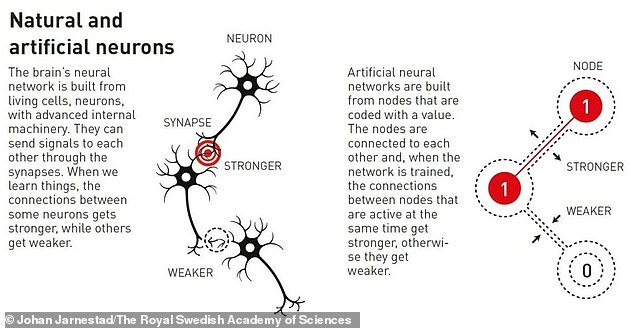 Natural and
artificial neurons
The brain's neural
network is built from
living cells, neurons,
with advanced internal
machinery. They can
send signals to each
other through the
synapses. When we
learn things, the
connections between
some neurons gets
stronger, while others
get weaker.
NEURON
SYNAPSE
STRONGER
WEAKER
Artificial neural
networks are built
from nodes that are
coded with a value.
The nodes are
connected to each
other and, when the
network is trained,
the connections
between nodes that
are active at the
same time get
stronger, otherwi-
se they get
weaker.
NODE
1
STRONGER
1
WEAKER
0
© Johan Jarnestad/The Royal Swedish Academy of Sciences